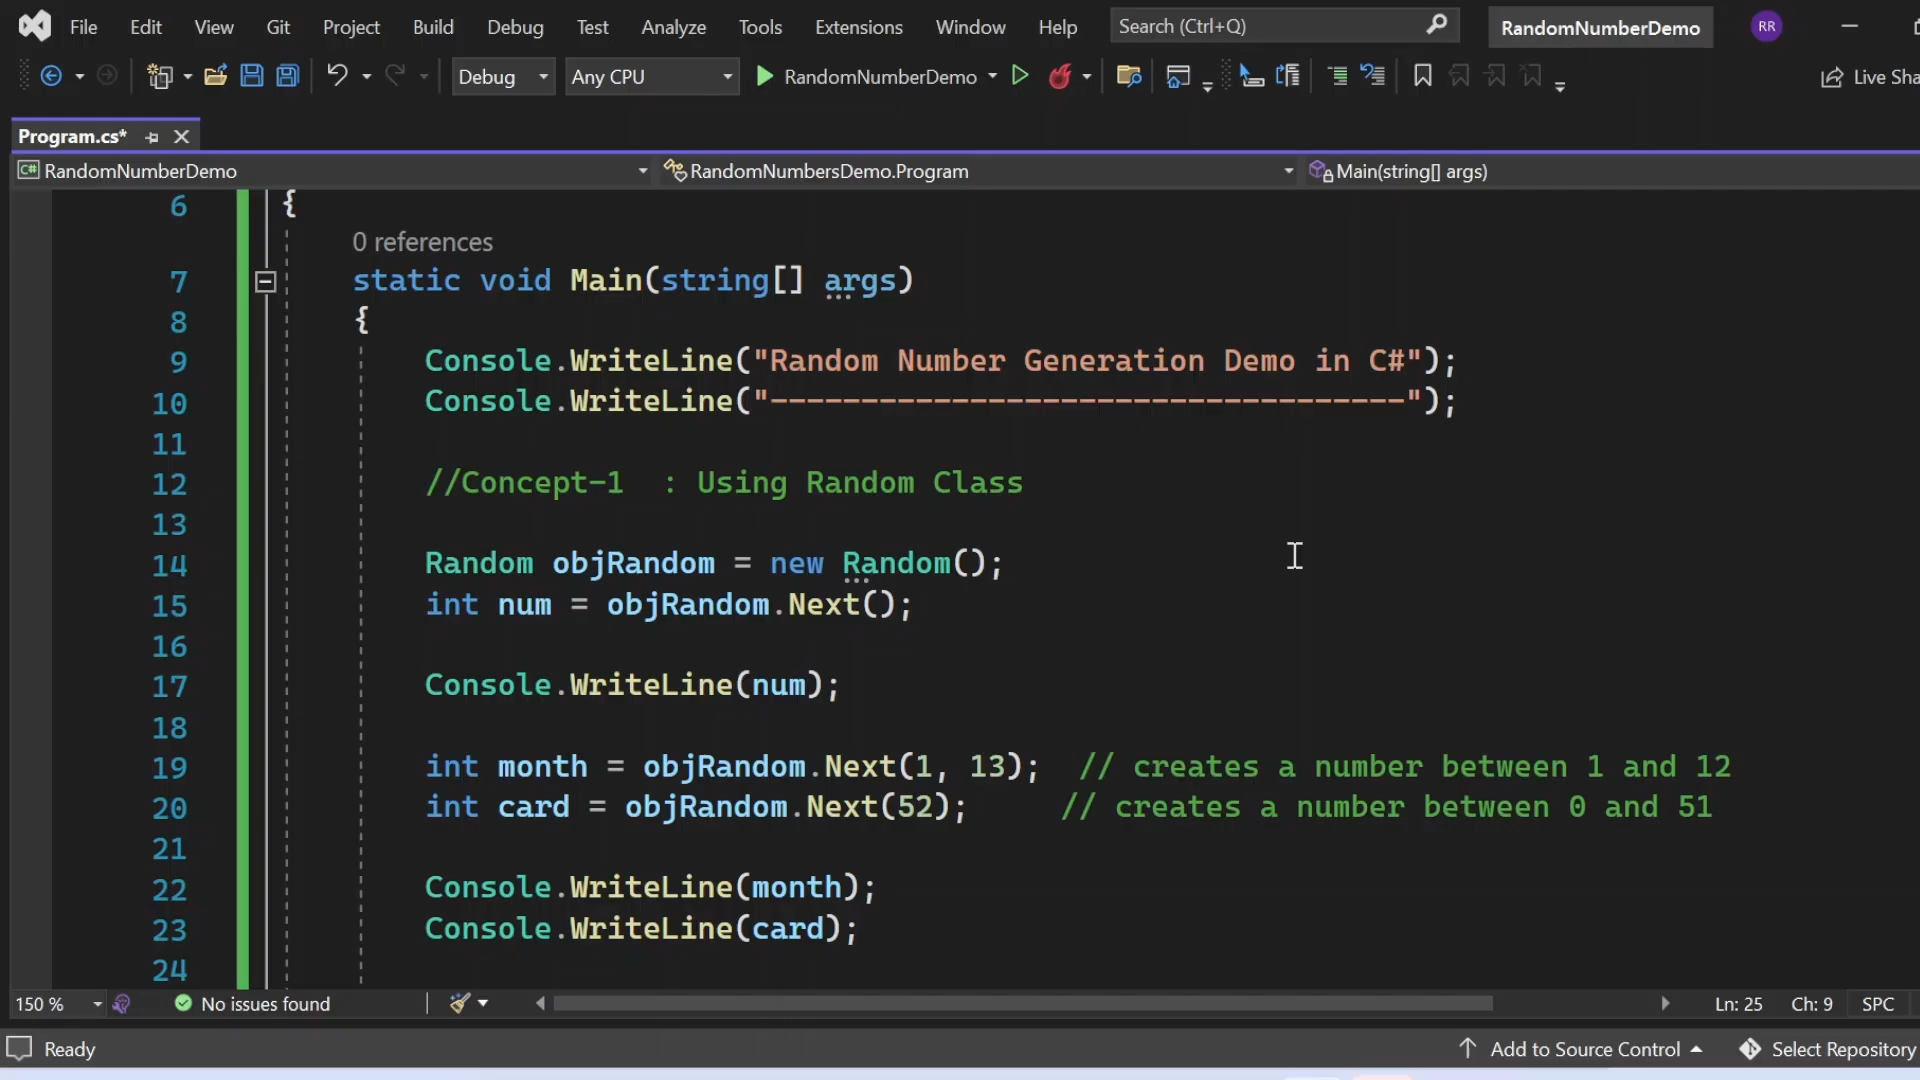 File Edit View Git Project Build Debug Test Analyze Tools Extensions Window Help Search (Ctrl+Q) RandomNumberDemo RR
Debug Any CPU RandomNumberDemo Live Sha
Program.cs*
C# RandomNumberDemo RandomNumbersDemo.Program Main(string[] args)
6 {
0 references
7 static void Main(string[] args)
8 {
9 Console.WriteLine("Random Number Generation Demo in C#");
10 Console.WriteLine("-----------------------------------");
11
12 //Concept-1  : Using Random Class
13
14 Random objRandom = new Random();
15 int num = objRandom.Next();
16
17 Console.WriteLine(num);
18
19 int month = objRandom.Next(1, 13);  // creates a number between 1 and 12
20 int card = objRandom.Next(52);     // creates a number between 0 and 51
21
22 Console.WriteLine(month);
23 Console.WriteLine(card);
24
150 % No issues found Ln: 25 Ch: 9 SPC
Ready Add to Source Control Select Repository